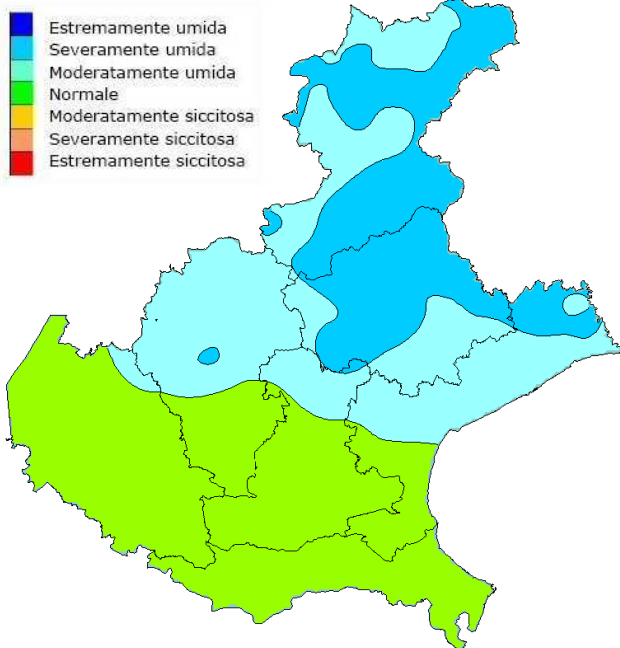 Estremamente umida
Severamente umida
Moderatamente umida
Normale
Moderatamente siccitosa
Severamente siccitosa
Estremamente siccitosa